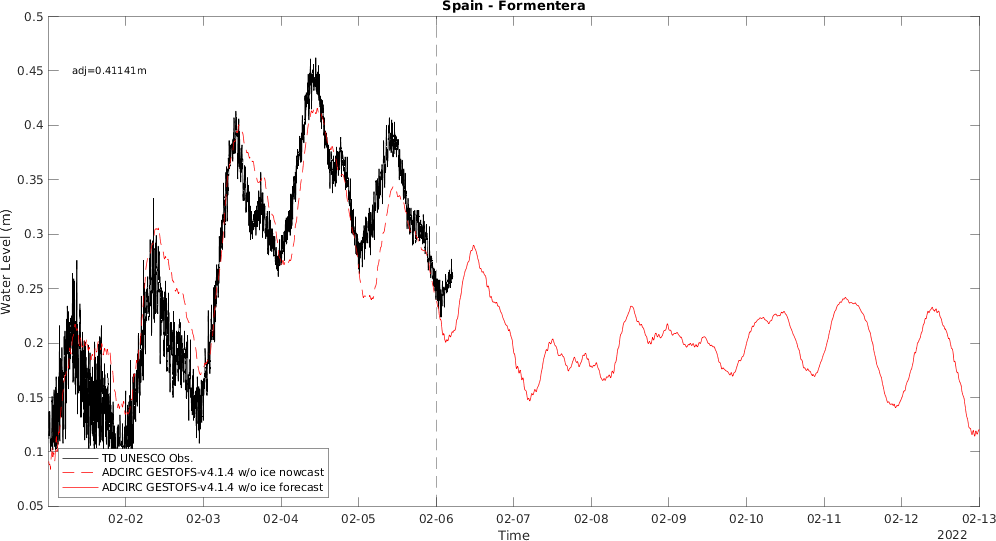 Spain - Formentera
0.5
0.45
0.4
0.35
0.3
0.25
0.2
0.15
0.1
0.05
Water Level (m)
adj=0.41141m
TD UNESCO Obs.
ADCIRC GESTOFS-v4.1.4 w/o ice nowcast
ADCIRC GESTOFS-v4.1.4 w/o ice forecast
02-02 02-03 02-04 02-05 02-06 02-07 02-08 02-09 02-10 02-11 02-12 02-13
Time
2022